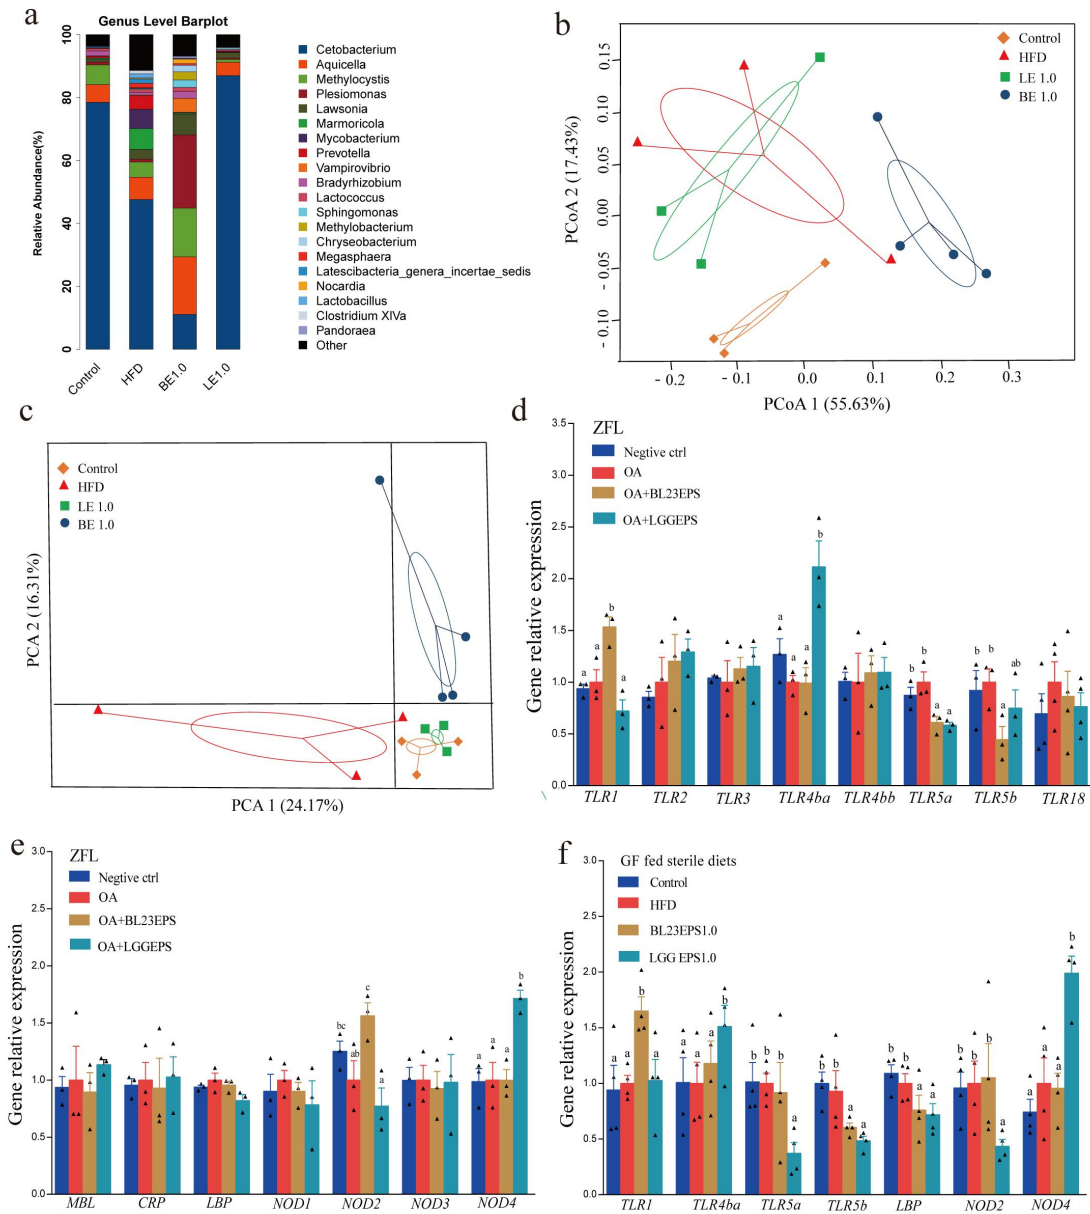 a
Genus Level Barplot
Relative Abundance(%)
100
80
60
40
20
0
Control
HFD
BE1.0
LE1.0
Cetobacterium
Aquicella
Methylocystis
Plesiomonas
Lawsonia
Marmoricola
Mycobacterium
Prevotella
Vampirovibrio
Bradyrhizobium
Lactococcus
Sphingomonas
Methylobacterium
Chryseobacterium
Megasphaera
Latescibacteria_genera_incertae_sedis
Nocardia
Lactobacillus
Clostridium XIVa
Pandoraea
Other
b
Control
HFD
LE 1.0
BE 1.0
PCoA 2 (17.43%)
0.15
0.10
0.05
0.00
- 0.05
- 0.10
- 0.2
- 0.1
0.0
0.1
0.2
0.3
PCoA 1 (55.63%)
c
Control
HFD
LE 1.0
BE 1.0
PCA 2 (16.31%)
PCA 1 (24.17%)
d
ZFL
Negtive ctrl
OA
OA+BL23EPS
OA+LGGEPS
Gene relative expression
3.5
3.0
2.5
2.0
1.5
1.0
0.5
0.0
a a b a
a a a b
b b a a
b b a ab
TLR1 TLR2 TLR3 TLR4ba TLR4bb TLR5a TLR5b TLR18
e
ZFL
Negtive ctrl
OA
OA+BL23EPS
OA+LGGEPS
Gene relative expression
3.0
2.5
2.0
1.5
1.0
0.5
0.0
bc ab c a
a a a b
MBL CRP LBP NOD1 NOD2 NOD3 NOD4
f
GF fed sterile diets
Control
HFD
BL23EPS1.0
LGG EPS1.0
Gene relative expression
3.0
2.5
2.0
1.5
1.0
0.5
0.0
a a b a
a a a b
b b b a
b b a a
b b a a
b b b a
a a a b
TLR1 TLR4ba TLR5a TLR5b LBP NOD2 NOD4